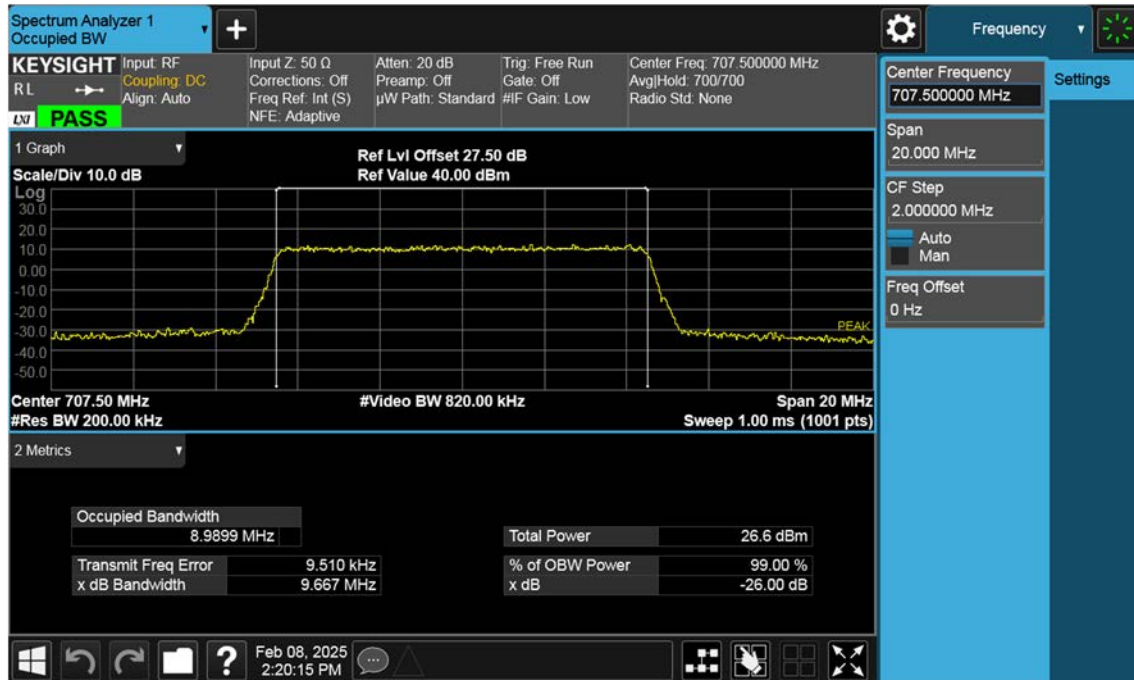 Spectrum Analyzer 1
Occupied BW
+
Frequency
KEYSIGHT
R L
LXI PASS
Input: RF
Coupling: DC
Align: Auto
Input Z: 50 Ω
Corrections: Off
Freq Ref: Int (S)
NFE: Adaptive
Atten: 20 dB
Preamp: Off
µW Path: Standard
Trig: Free Run
Gate: Off
#IF Gain: Low
Center Freq: 707.500000 MHz
Avg|Hold: 700/700
Radio Std: None
Center Frequency
707.500000 MHz
Settings
Span
20.000 MHz
CF Step
2.000000 MHz
Auto
Man
Freq Offset
0 Hz
1 Graph
Scale/Div 10.0 dB
Ref Lvl Offset 27.50 dB
Ref Value 40.00 dBm
Log
30.0
20.0
10.0
0.00
-10.0
-20.0
-30.0
-40.0
-50.0
PEAK
Center 707.50 MHz
#Video BW 820.00 kHz
Span 20 MHz
#Res BW 200.00 kHz
Sweep 1.00 ms (1001 pts)
2 Metrics
Occupied Bandwidth
8.9899 MHz
Total Power 26.6 dBm
Transmit Freq Error 9.510 kHz
% of OBW Power 99.00 %
x dB Bandwidth 9.667 MHz
x dB -26.00 dB
?
Feb 08, 2025
2:20:15 PM